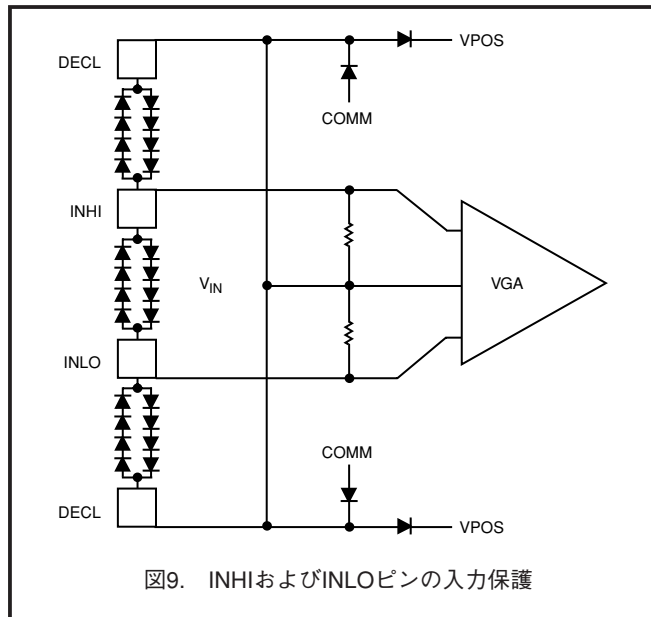 DECL
VPOS
COMM
INHI
VIN
VGA
INLO
COMM
DECL
VPOS
図9. INHIおよびINLOピンの入力保護